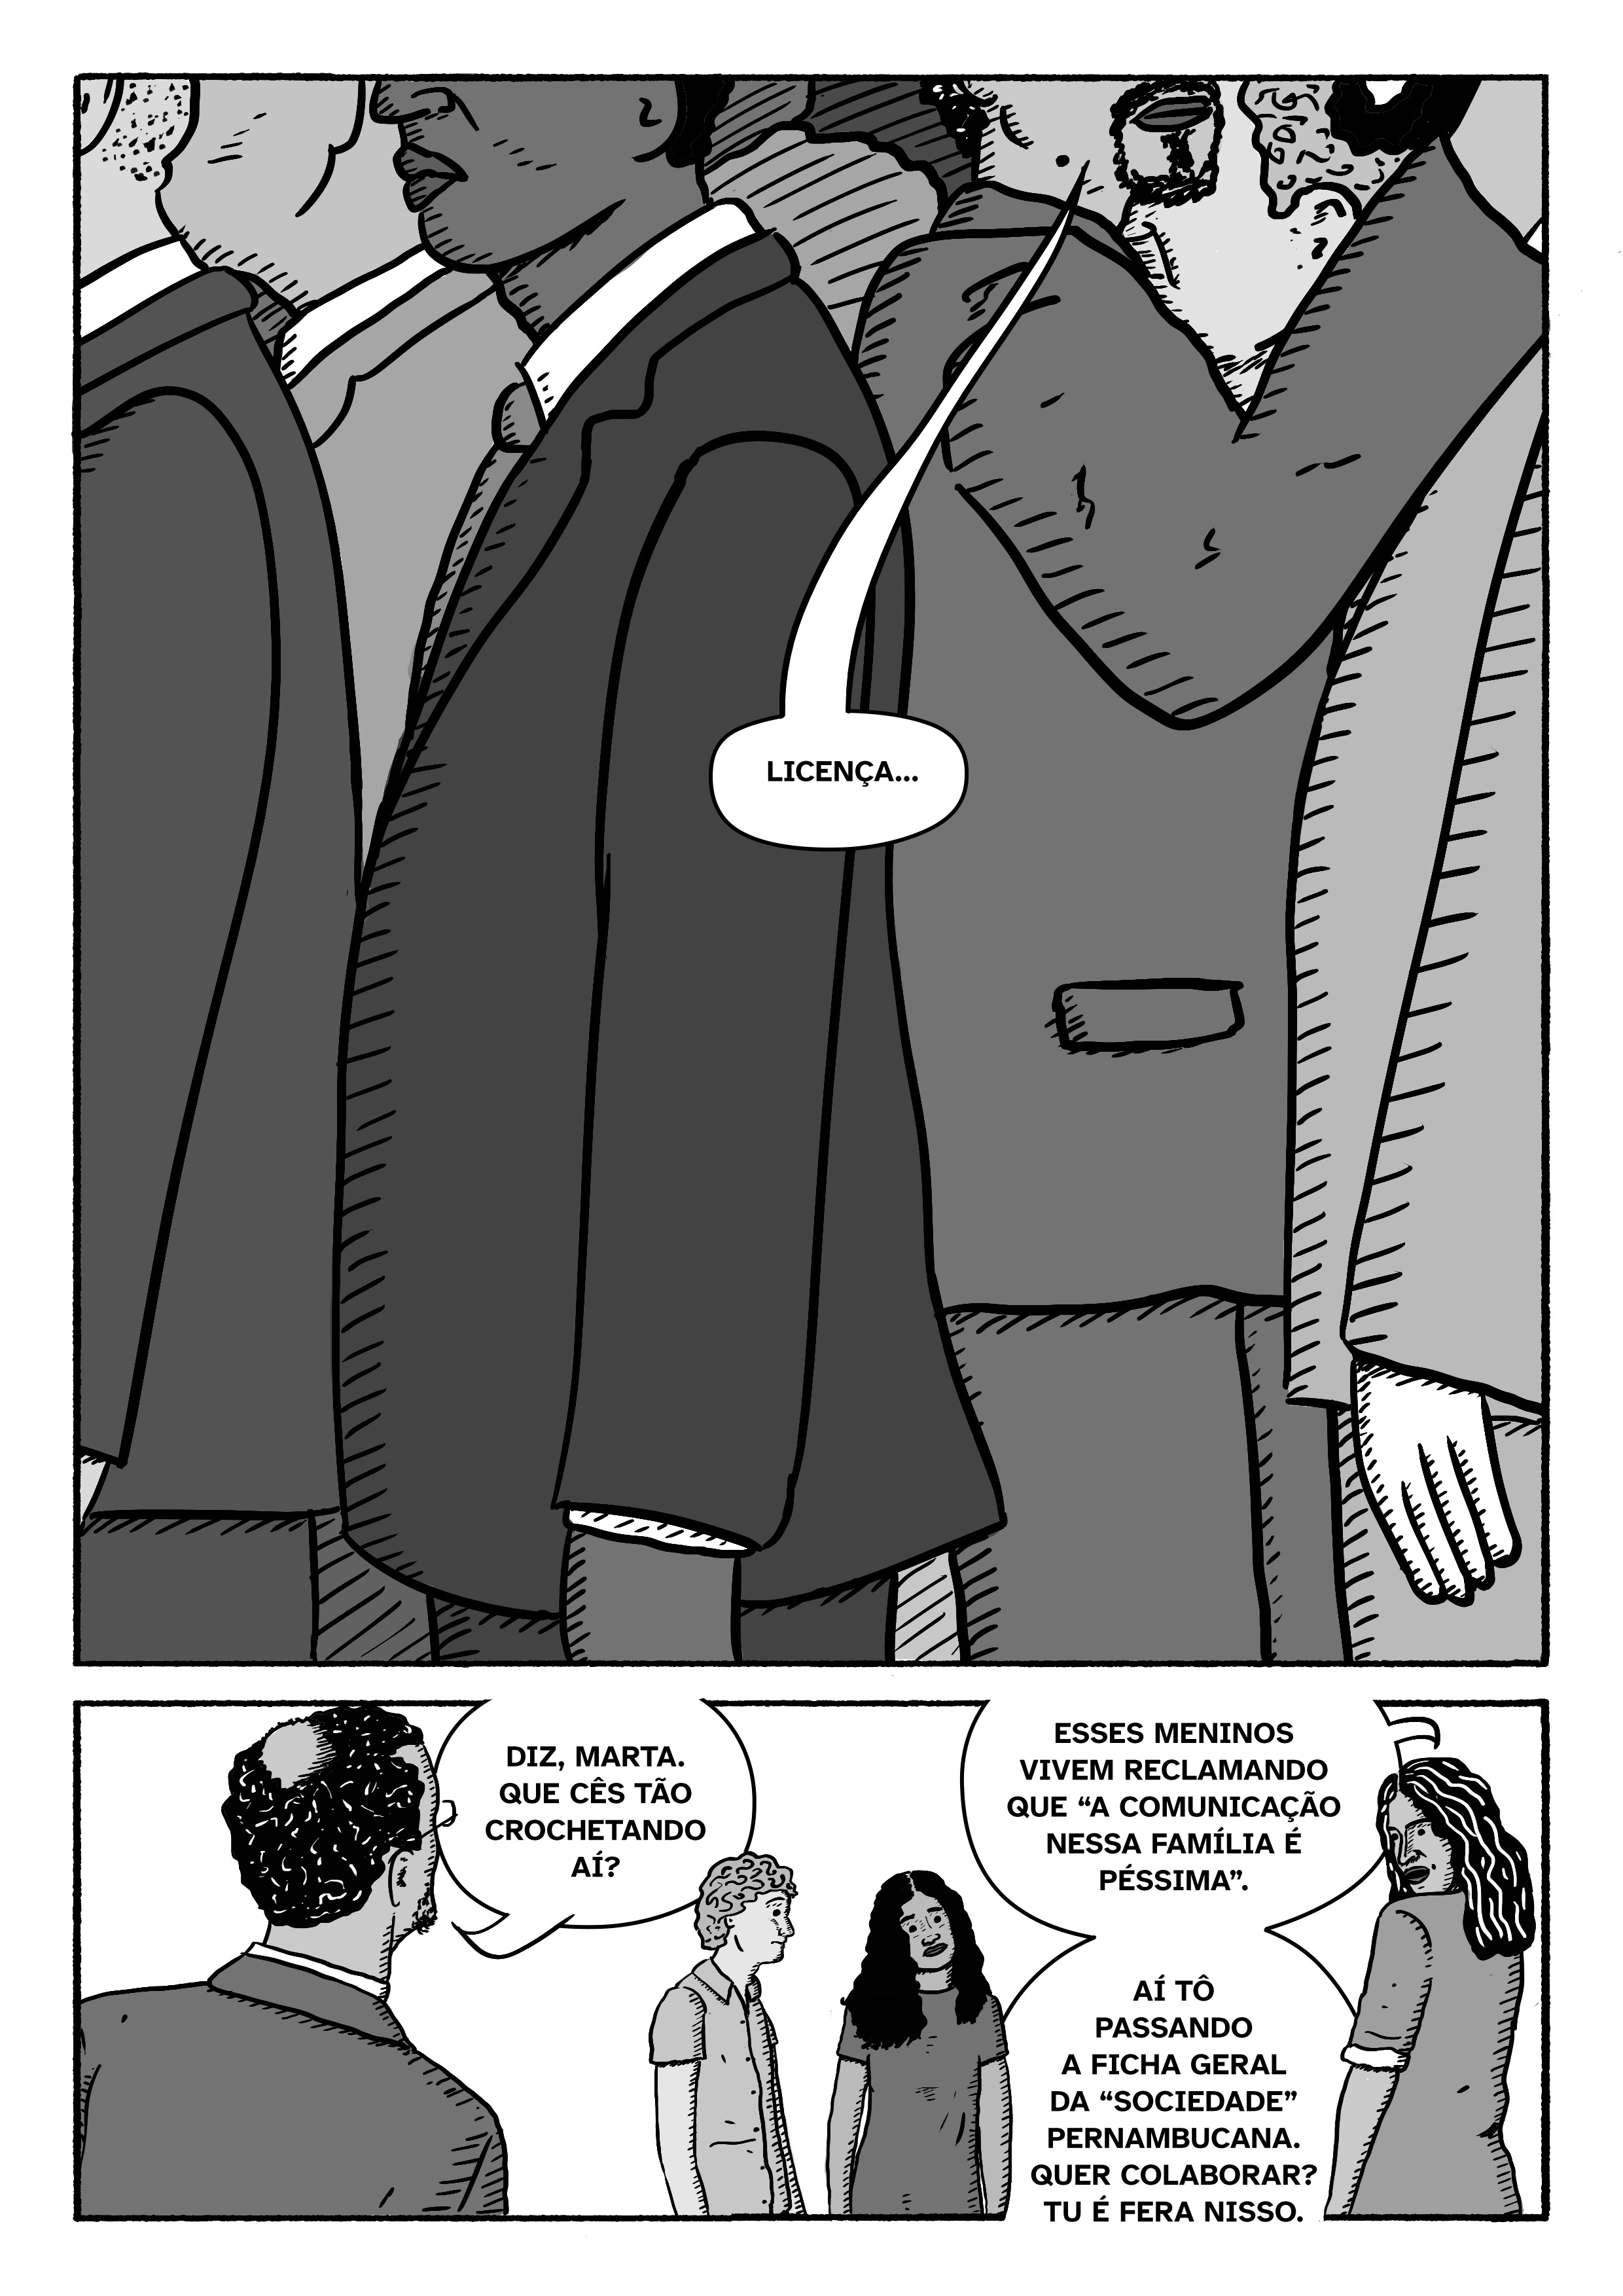 LICENÇA...
DIZ, MARTA.
QUE CÊS TÃO
CROCHETANDO
AÍ?
ESSES MENINOS
VIVEM RECLAMANDO
QUE “A COMUNICAÇÃO
NESSA FAMÍLIA É
PÉSSIMA”.
AÍ TÔ
PASSANDO
A FICHA GERAL
DA “SOCIEDADE”
PERNAMBUCANA.
QUER COLABORAR?
TU É FERA NISSO.